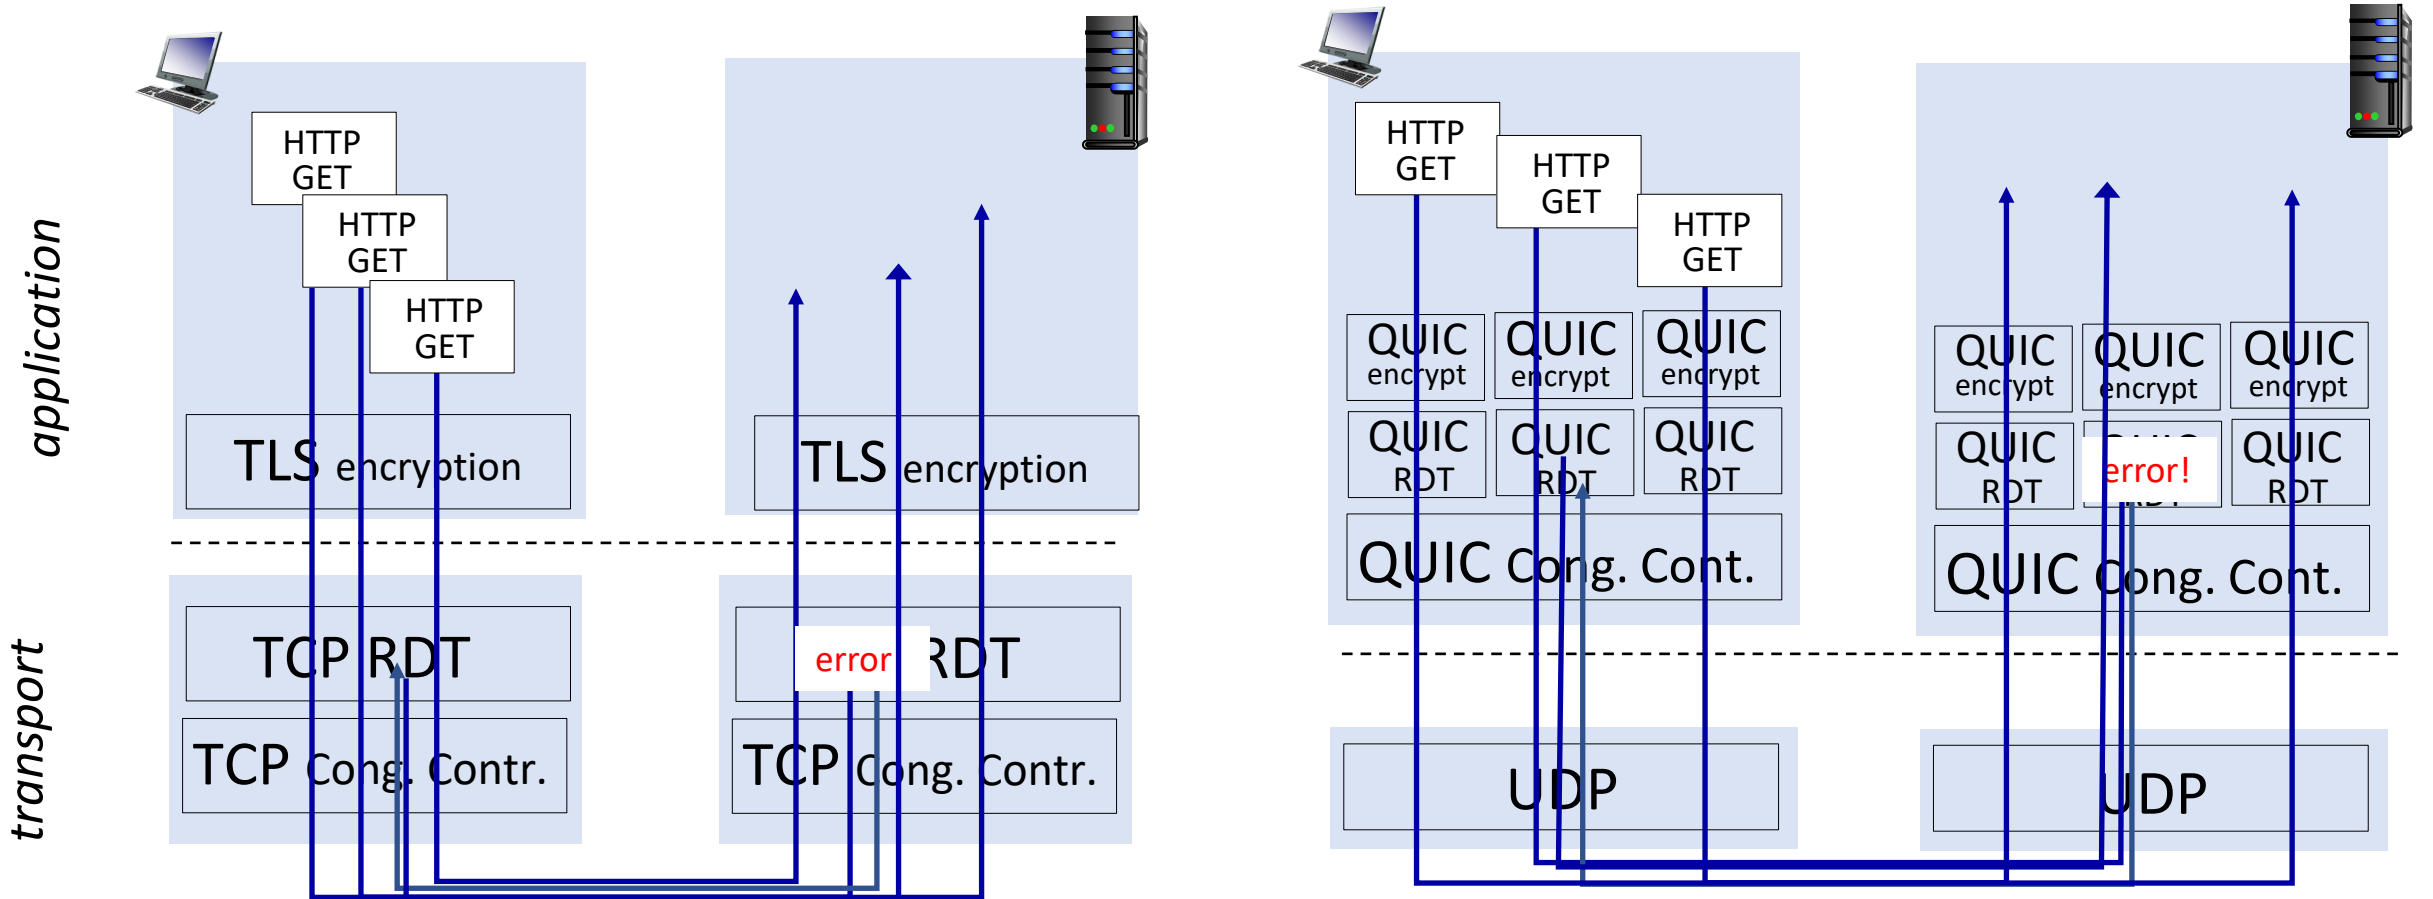 application
transport
HTTP
GET
HTTP
GET
HTTP
GET
TLS encryption
TCP RDT
TCP Cong. Contr.
TLS encryption
error RDT
TCP Cong. Contr.
HTTP
GET
HTTP
GET
HTTP
GET
QUIC
encrypt
QUIC
encrypt
QUIC
encrypt
QUIC
RDT
QUIC
RDT
QUIC
RDT
QUIC Cong. Cont.
UDP
QUIC
encrypt
QUIC
encrypt
QUIC
encrypt
QUIC
RDT
error!
QUIC
RDT
QUIC Cong. Cont.
UDP